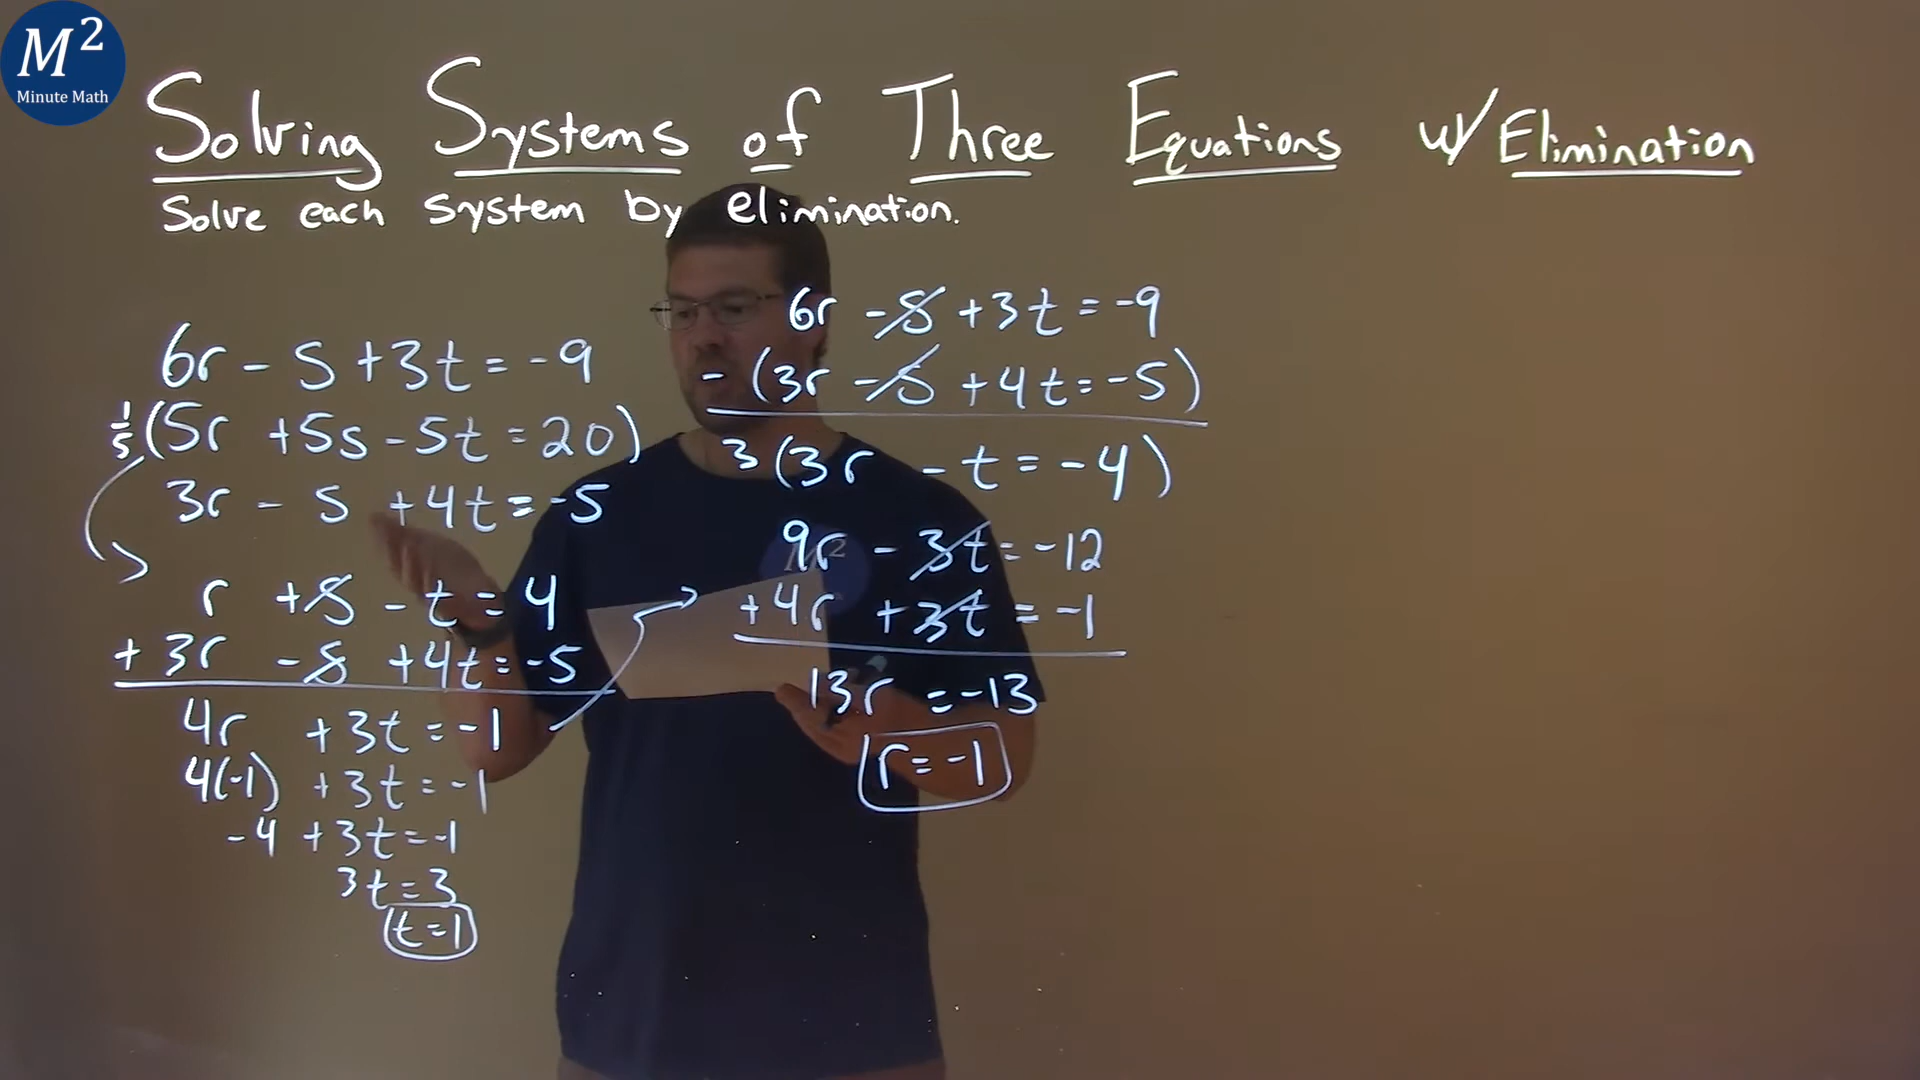 M²
Minute Math
Solving Systems of Three Equations w/ Elimination
Solve each system by elimination.
6r - s + 3t = -9
1/5(5r + 5s - 5t = 20)
3r - s + 4t = -5
r + s - t = 4
+ 3r - s + 4t = -5
4r + 3t = -1
4(-1) + 3t = -1
-4 + 3t = -1
3t = 3
t = 1
6r - s + 3t = -9
- (3r - s + 4t = -5)
3(3r - t = -4)
9r - 3t = -12
+ 4r + 3t = -1
13r = -13
r = -1
M²